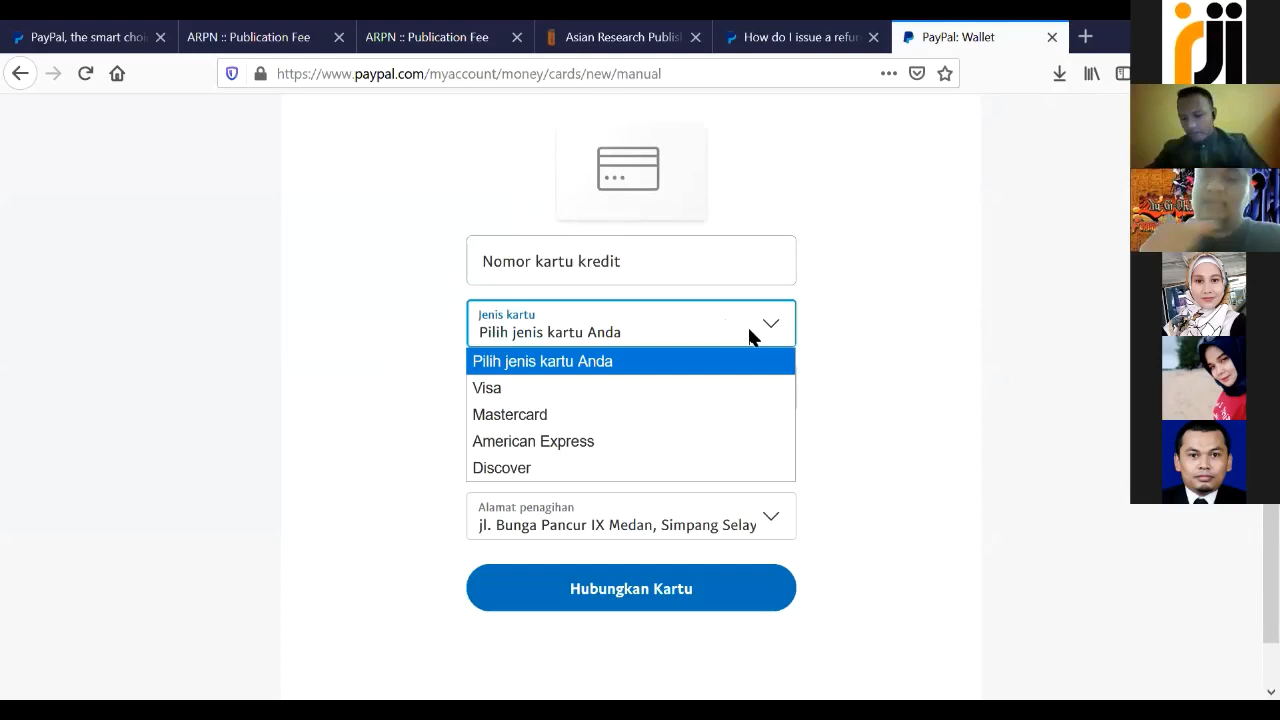 PayPal, the smart choi
ARPN :: Publication Fee
ARPN :: Publication Fee
Asian Research Publis
How do I issue a refun
PayPal: Wallet
https://www.paypal.com/myaccount/money/cards/new/manual
Nomor kartu kredit
Jenis kartu
Pilih jenis kartu Anda
Pilih jenis kartu Anda
Visa
Mastercard
American Express
Discover
Alamat penagihan
jl. Bunga Pancur IX Medan, Simpang Selay
Hubungkan Kartu